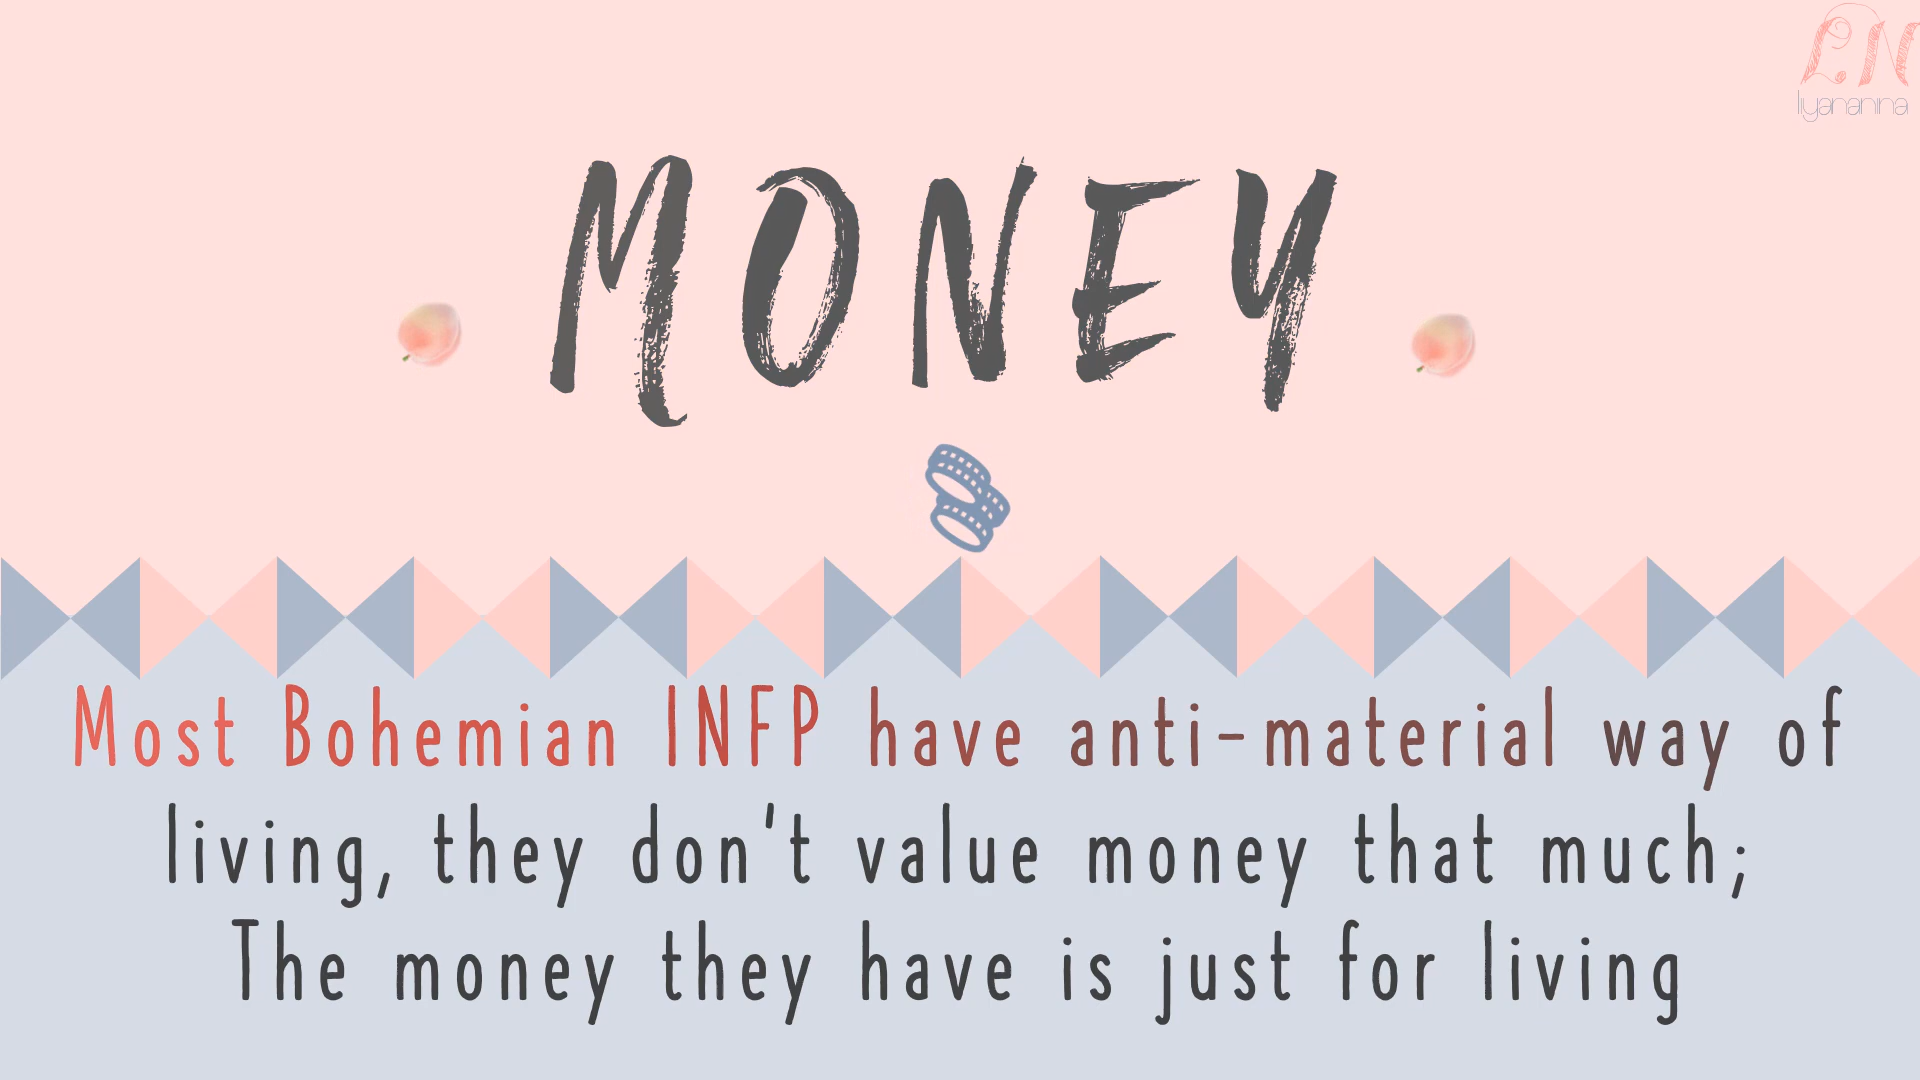 L.N
liyananna
MONEY
Most Bohemian INFP have anti-material way of
living, they don't value money that much;
The money they have is just for living